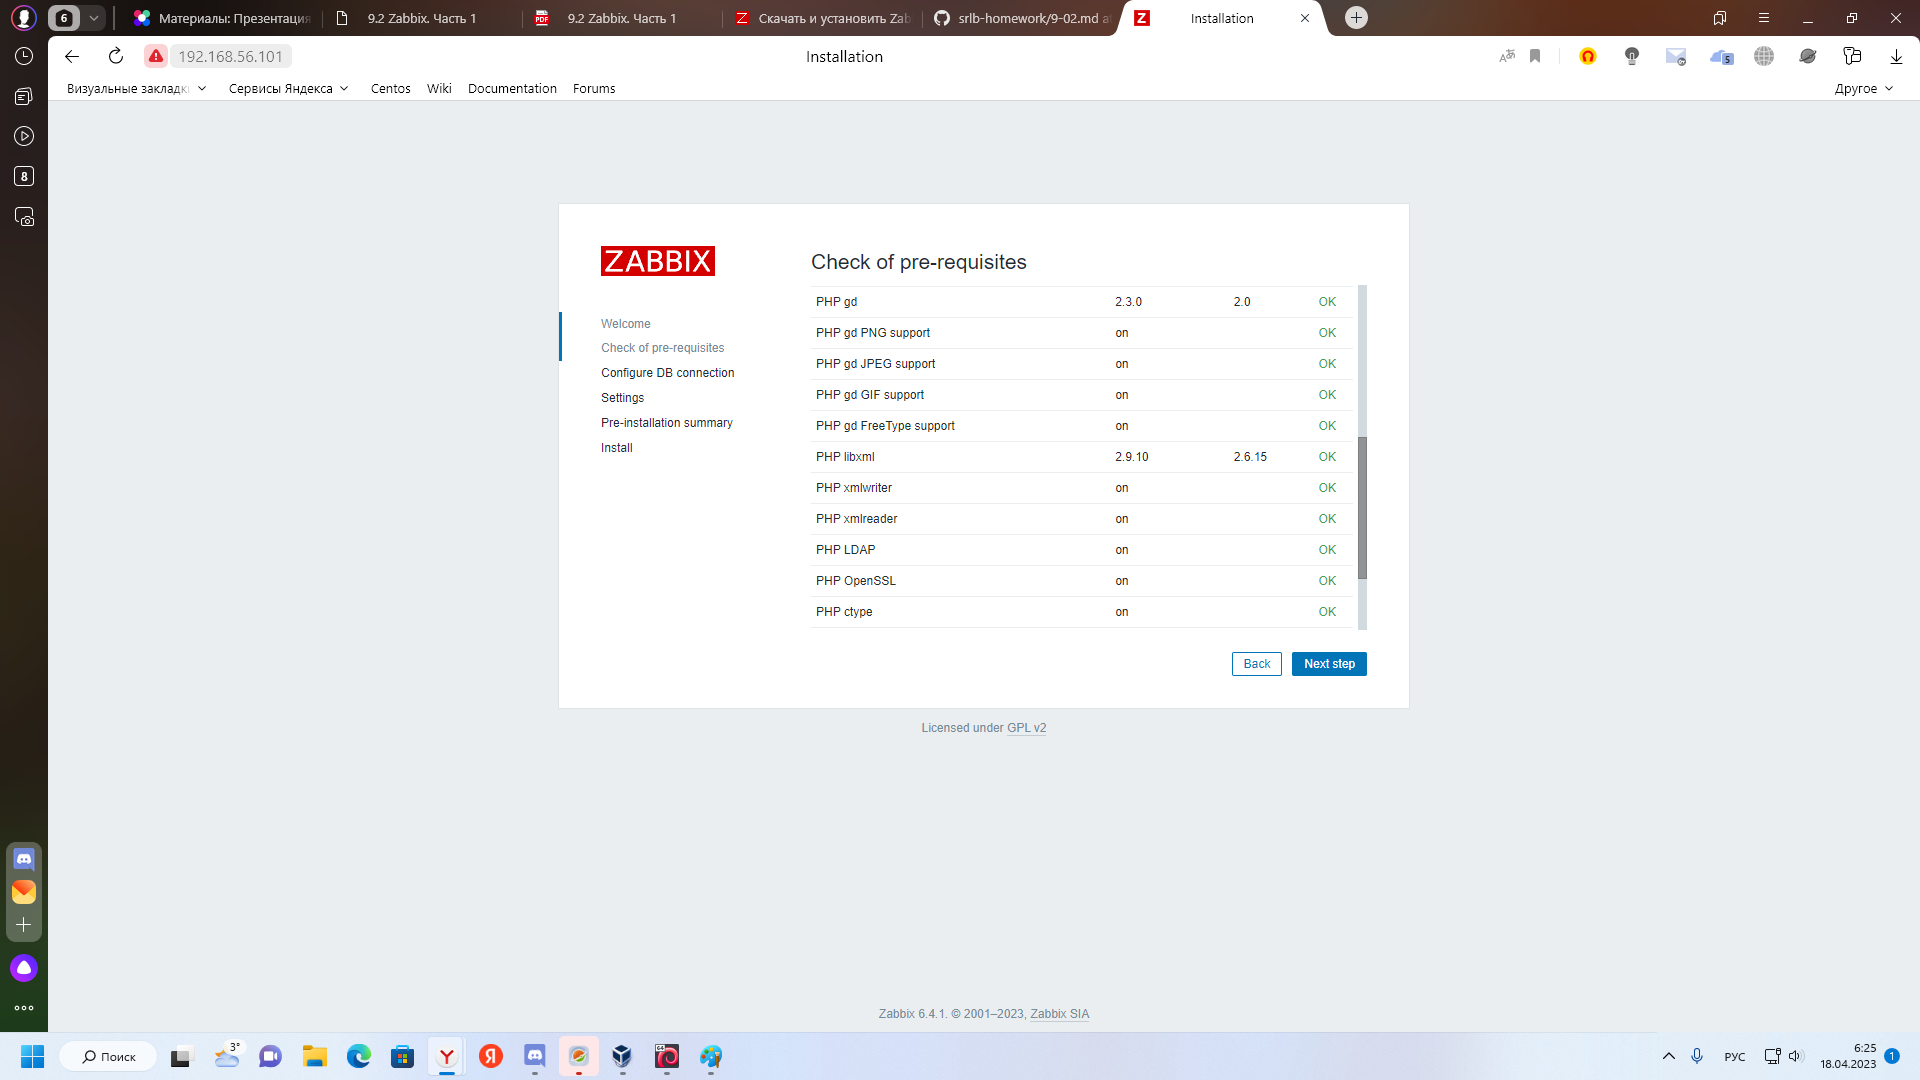 6
Материалы: Презентация
9.2 Zabbix. Часть 1
9.2 Zabbix. Часть 1
Скачать и установить Zab
srlb-homework/9-02.md a
Installation
192.168.56.101
Installation
Визуальные закладк
Сервисы Яндекса
Centos
Wiki
Documentation
Forums
Другое
8
ZABBIX
Welcome
Check of pre-requisites
Configure DB connection
Settings
Pre-installation summary
Install
Check of pre-requisites
PHP gd 2.3.0 2.0 OK
PHP gd PNG support on OK
PHP gd JPEG support on OK
PHP gd GIF support on OK
PHP gd FreeType support on OK
PHP libxml 2.9.10 2.6.15 OK
PHP xmlwriter on OK
PHP xmlreader on OK
PHP LDAP on OK
PHP OpenSSL on OK
PHP ctype on OK
Back
Next step
Licensed under GPL v2
Zabbix 6.4.1. © 2001–2023, Zabbix SIA
Поиск
3°
РУС
6:25
18.04.2023
1